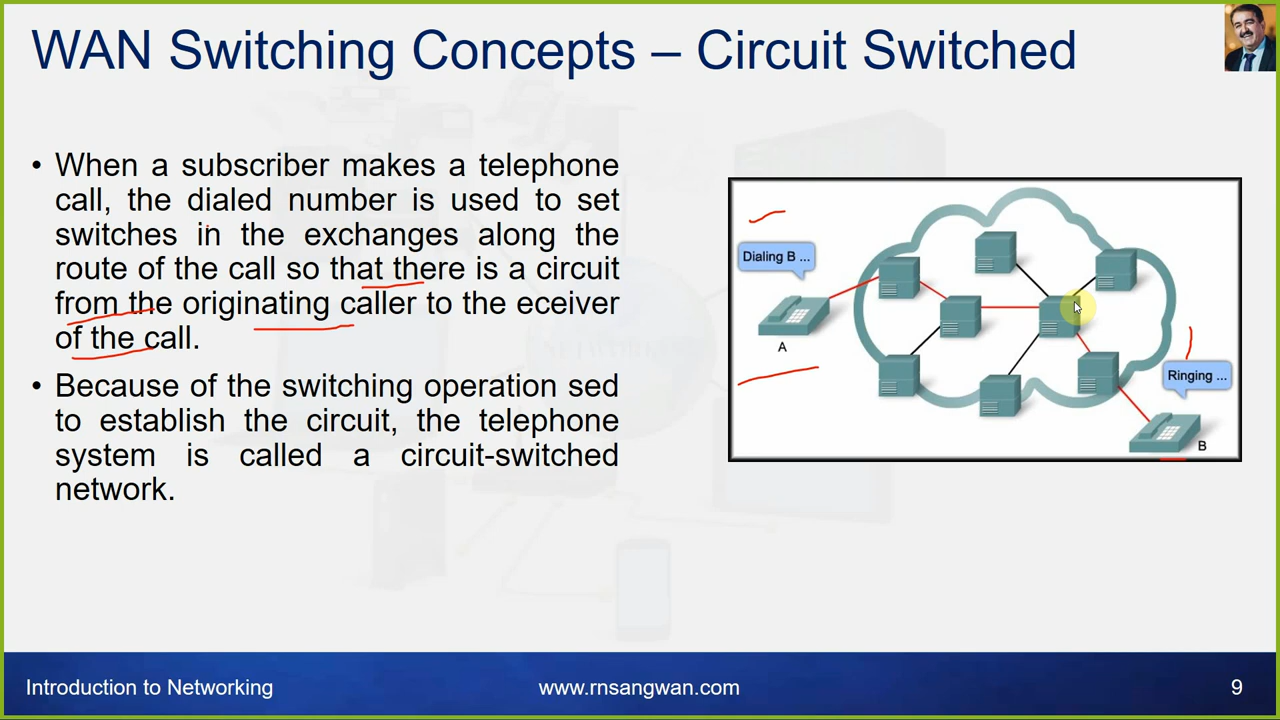 WAN Switching Concepts – Circuit Switched
• When a subscriber makes a telephone
call, the dialed number is used to set
switches in the exchanges along the
route of the call so that there is a circuit
from the originating caller to the eceiver
of the call.
• Because of the switching operation sed
to establish the circuit, the telephone
system is called a circuit-switched
network.
Dialing B ...
A
Ringing ...
B
Introduction to Networking
www.rnsangwan.com
9